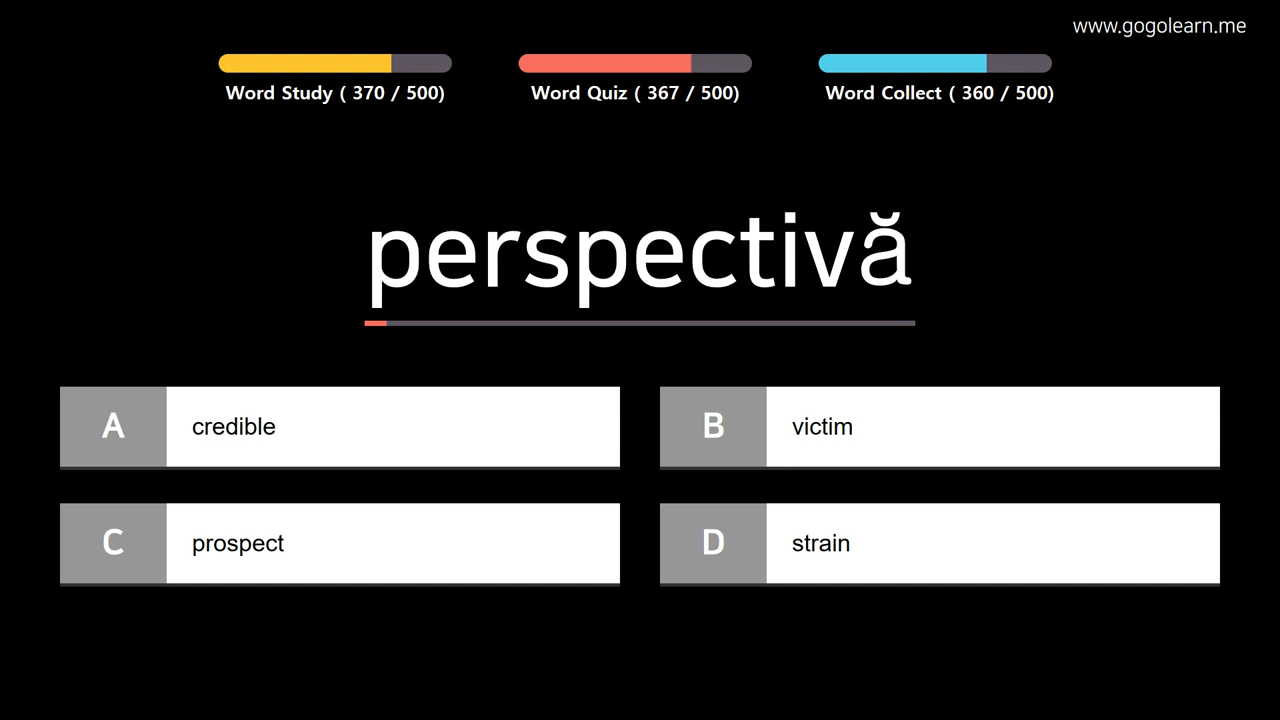 www.gogolearn.me
Word Study ( 370 / 500)
Word Quiz ( 367 / 500)
Word Collect ( 360 / 500)
perspectivă
A credible
B victim
C prospect
D strain